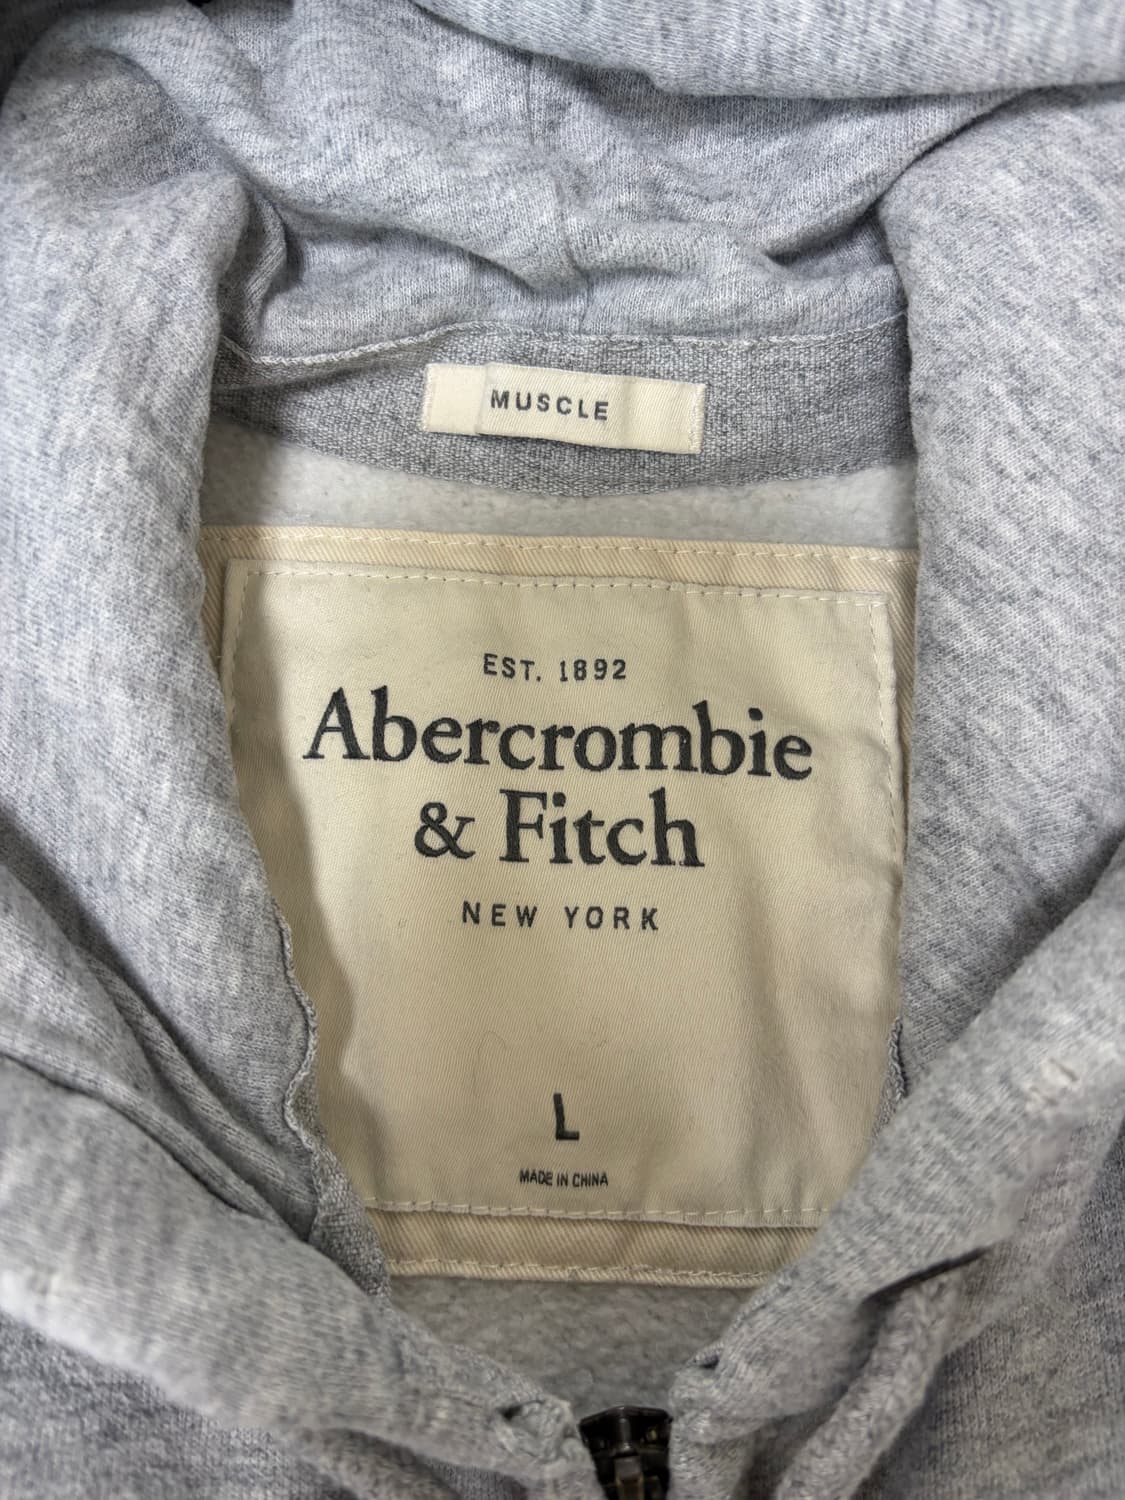 MUSCLE
EST. 1892
Abercrombie
& Fitch
NEW YORK
L
MADE IN CHINA